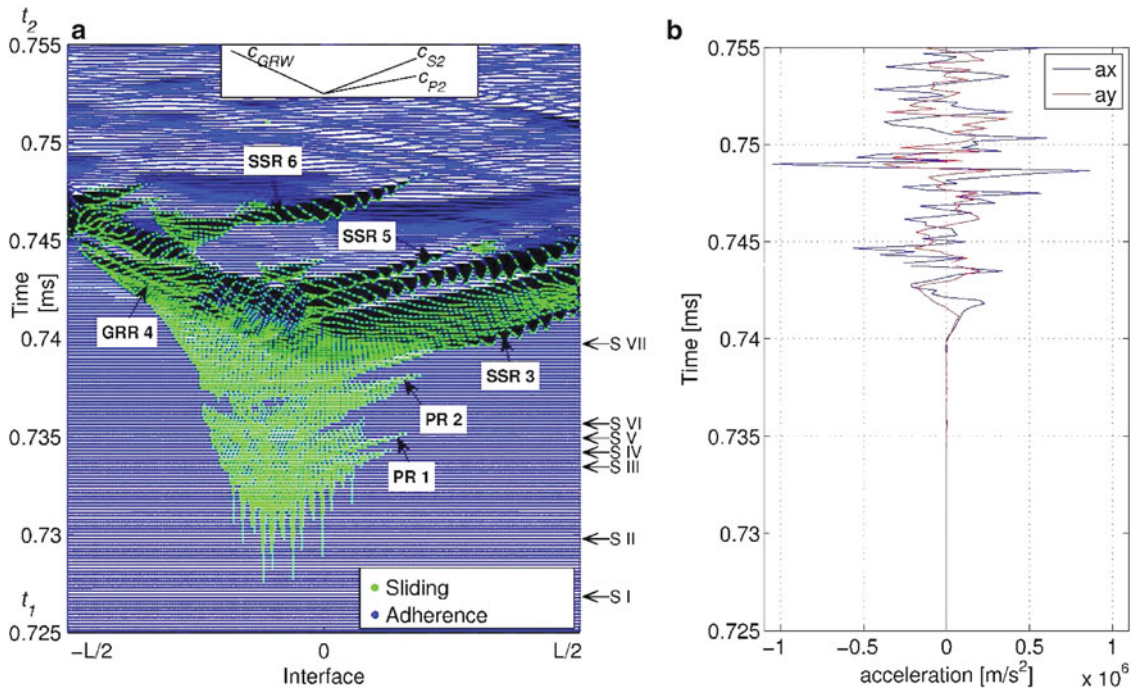 a
t2
0.755
0.75
0.745
Time
[ms]
0.74
0.735
0.73
t1
0.725
cGRW
cS2
cP2
SSR 6
SSR 5
GRR 4
SSR 3
PR 2
PR 1
S VII
S VI
S V
S IV
S III
S II
S I
Sliding
Adherence
−L/2
0
L/2
Interface
b
0.755
0.75
0.745
0.74
0.735
0.73
0.725
Time [ms]
ax
ay
−1
−0.5
0
0.5
1
acceleration [m/s²]
x 10⁶